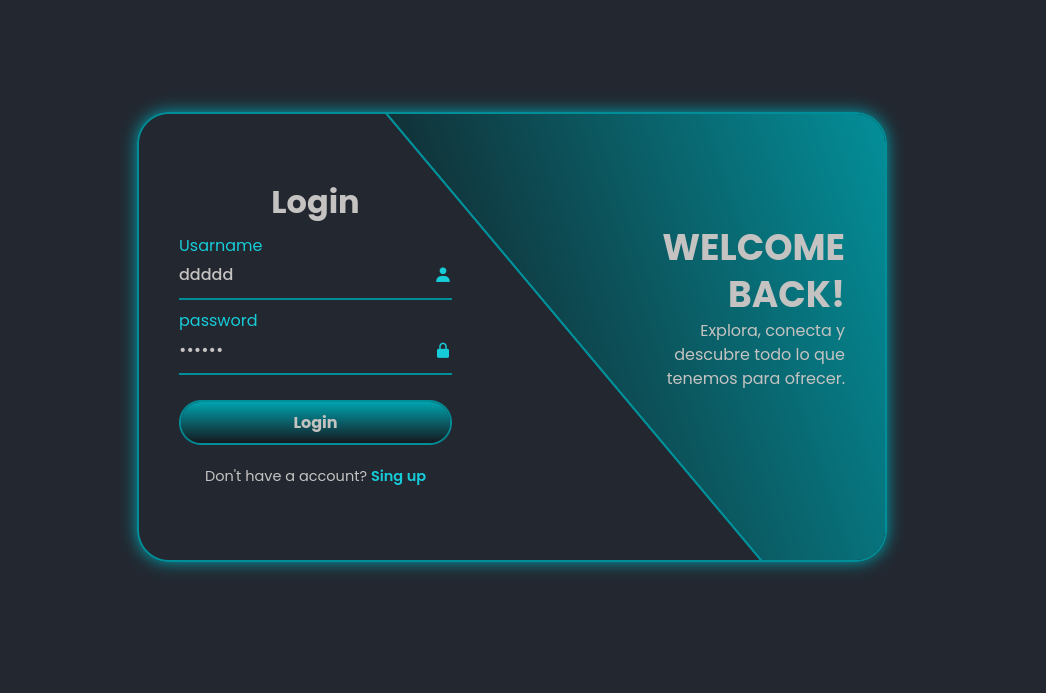 Login
Usarname
ddddd
password
••••••
Login
Don't have a account? Sing up
WELCOME
BACK!
Explora, conecta y
descubre todo lo que
tenemos para ofrecer.